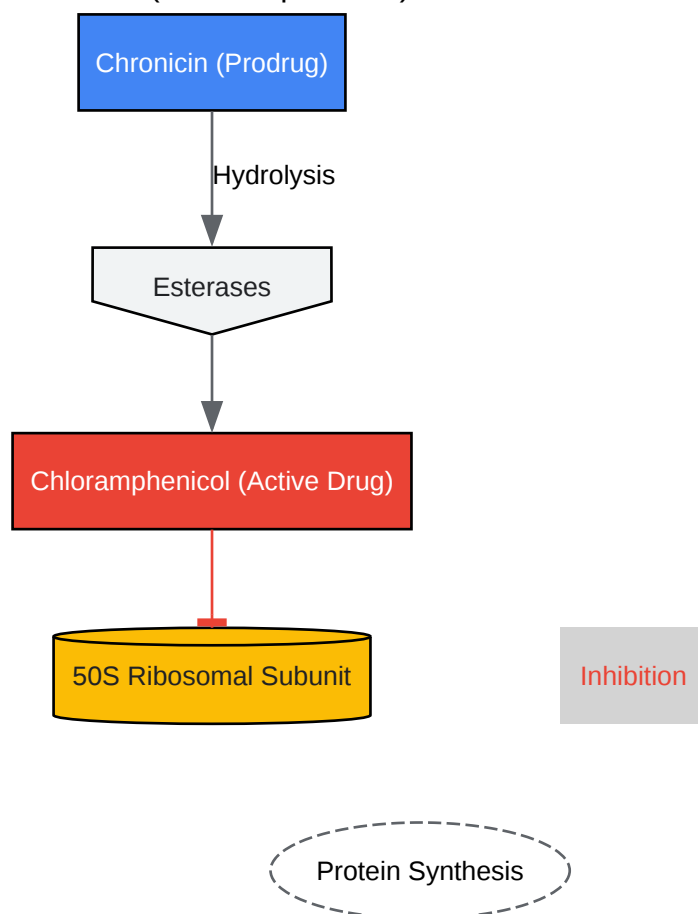 Chronicin (Prodrug)
Hydrolysis
Esterases
Chloramphenicol (Active Drug)
50S Ribosomal Subunit
Inhibition
Protein Synthesis